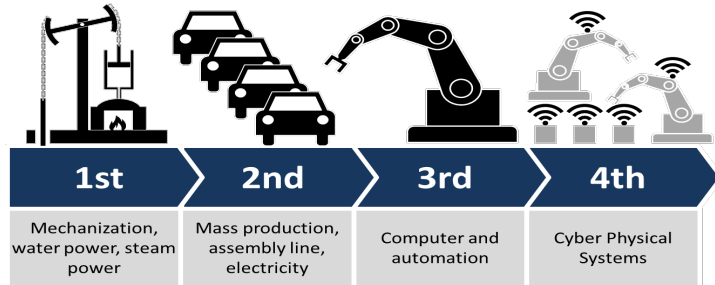 1st
2nd
3rd
4th
Mechanization,
water power, steam
power
Mass production,
assembly line,
electricity
Computer and
automation
Cyber Physical
Systems